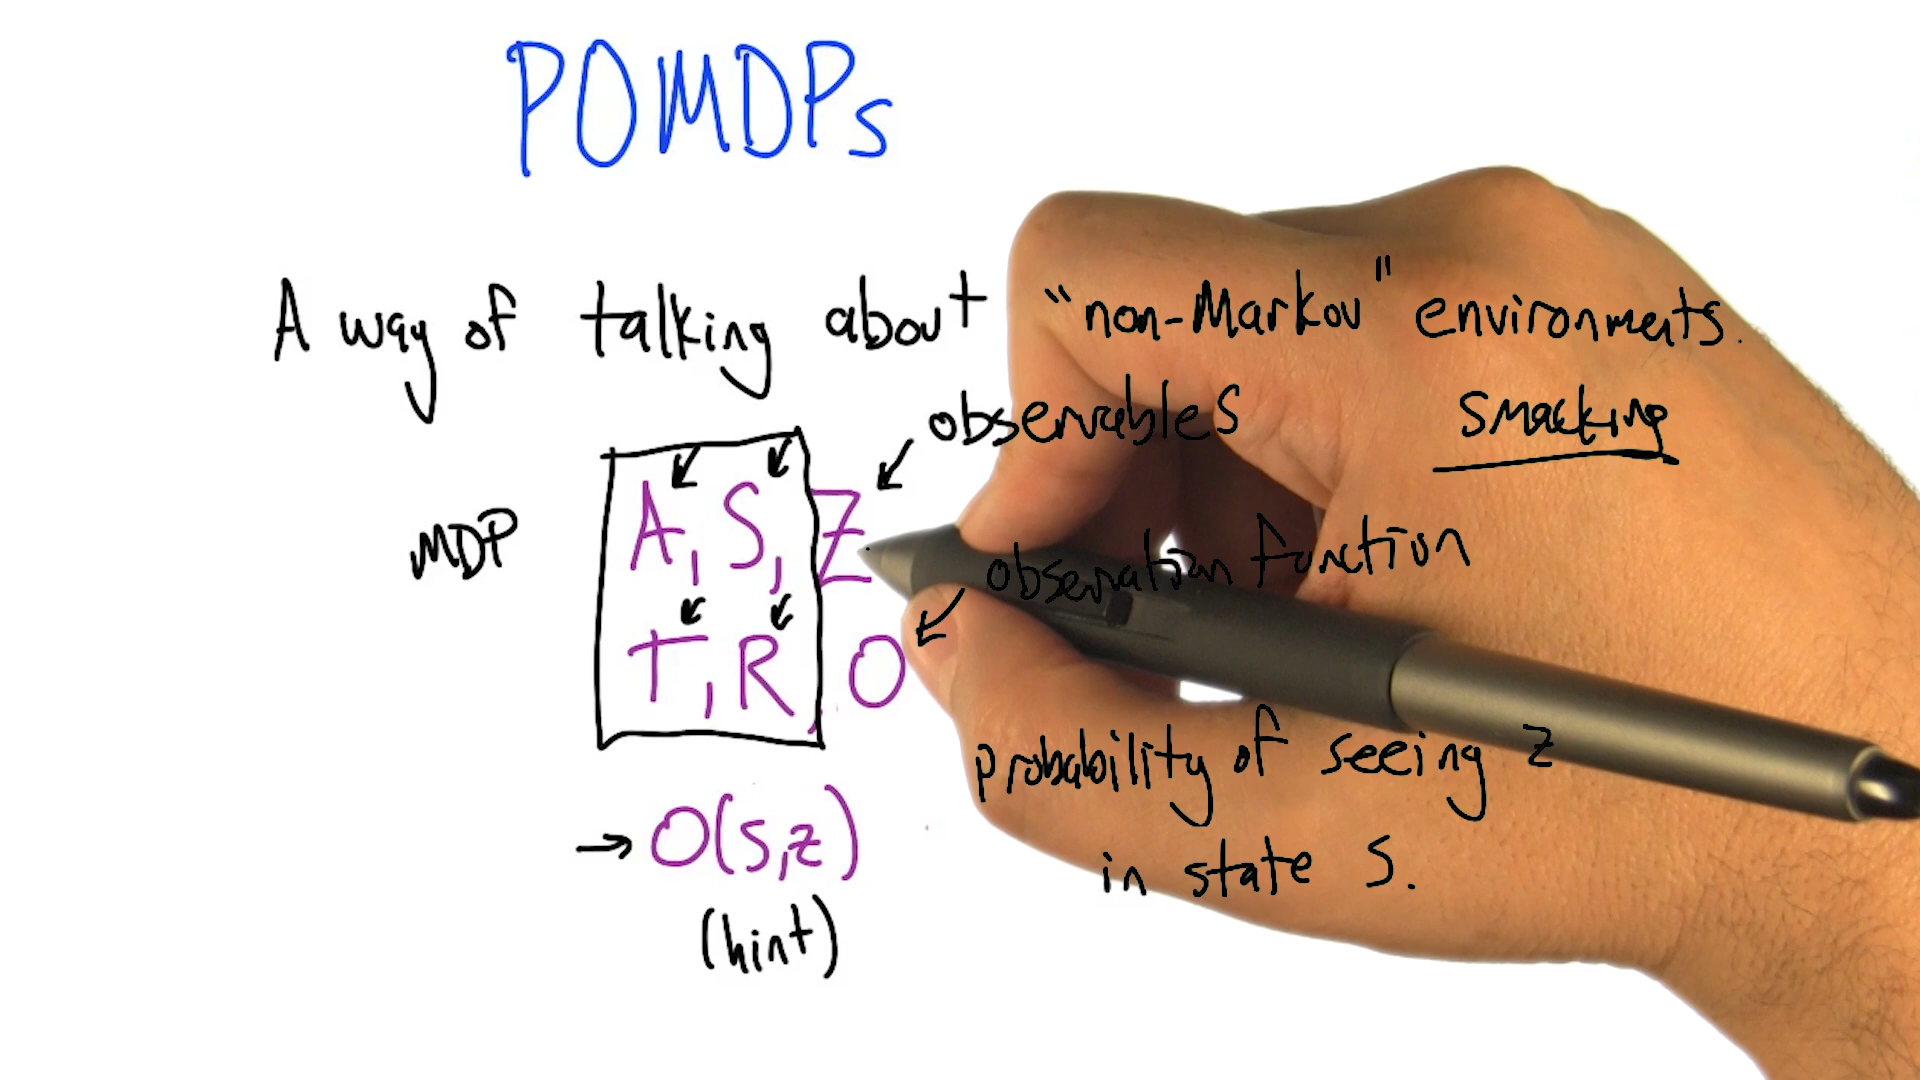 POMDPs
A way of talking about "non-Markov" environments.
observables
smacking
MDP
A, S, Z
observation function
T, R, O
probability of seeing z
in state s.
→ O(s,z)
(hint)